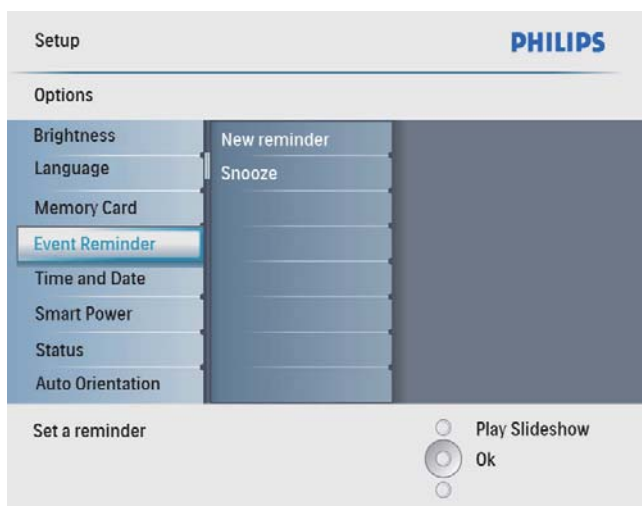 Setup
PHILIPS
Options
Brightness
Language
Memory Card
Event Reminder
Time and Date
Smart Power
Status
Auto Orientation
New reminder
Snooze
Set a reminder
Play Slideshow
Ok